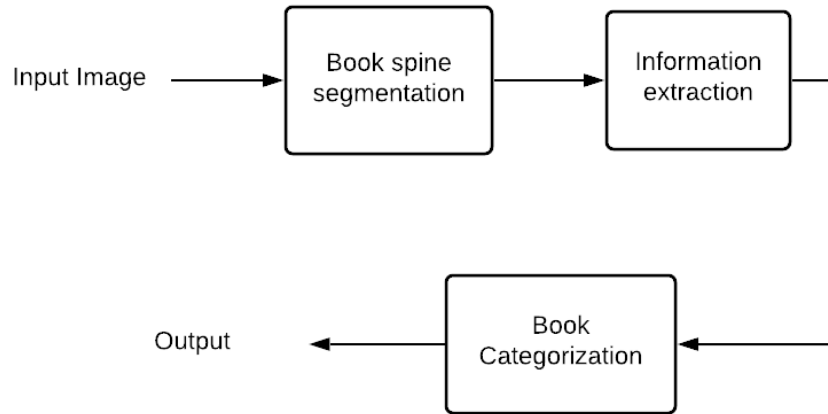 Input Image
Book spine
segmentation
Information
extraction
Book
Categorization
Output